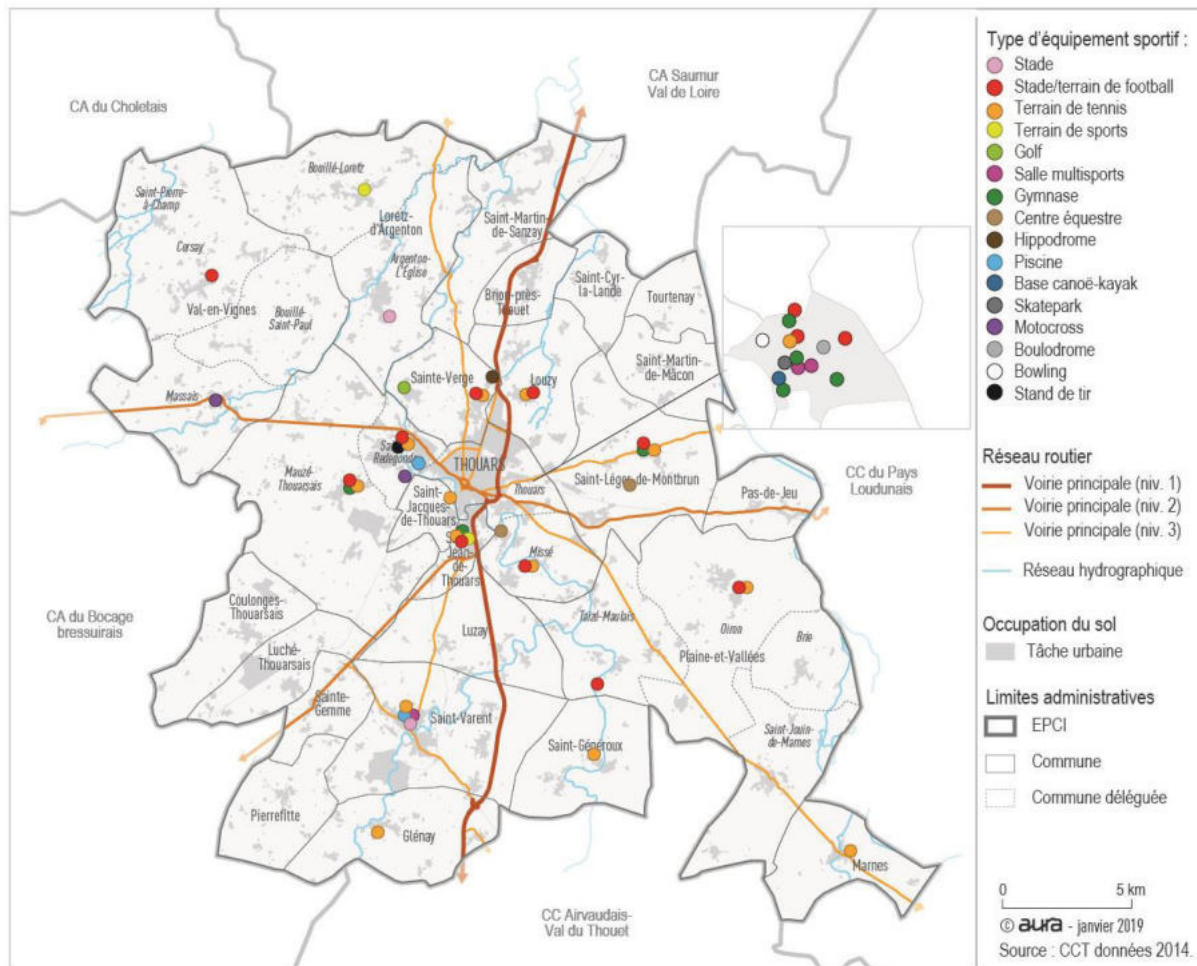 CA du Choletais
CA Saumur
Val de Loire
Bouillé-Loretz
Saint-Pierre-
à-Champ
Loretz-
d'Argenton
Saint-Martin-
de-Sanzay
Cersay
Argenton-
L'Église
Saint-Cyr-
la-Lande
Brion-près-
Thouet
Tourtenay
Val-en-Vignes
Bouillé-
Saint-Paul
Saint-Martin-
de-Mâcon
Sainte-Verge
Louzy
Massais
THOUARS
Mauzé-
Thouarsais
Thouars
Saint-Léger-de-Montbrun
CC du Pays
Loudunais
Pas-de-Jeu
Saint-
Jacques-
de-Thouars
Jean-
de-
Thouars
Missé
CA du Bocage
bressuirais
Coulonges-
Thouarsais
Luzay
Taizé-Maulais
Oiron
Brie
Plaine-et-Vallées
Luché-
Thouarsais
Sainte-
Gemme
Saint-Varent
Saint-Jouin-
de-Marnes
Saint-Généroux
Pierrefitte
Glénay
Marnes
CC Airvaudais-
Val du Thouet
Type d'équipement sportif :
Stade
Stade/terrain de football
Terrain de tennis
Terrain de sports
Golf
Salle multisports
Gymnase
Centre équestre
Hippodrome
Piscine
Base canoë-kayak
Skatepark
Motocross
Boulodrome
Bowling
Stand de tir
Réseau routier
Voirie principale (niv. 1)
Voirie principale (niv. 2)
Voirie principale (niv. 3)
Réseau hydrographique
Occupation du sol
Tâche urbaine
Limites administratives
EPCI
Commune
Commune déléguée
0 5 km
© aura - janvier 2019
Source : CCT données 2014.